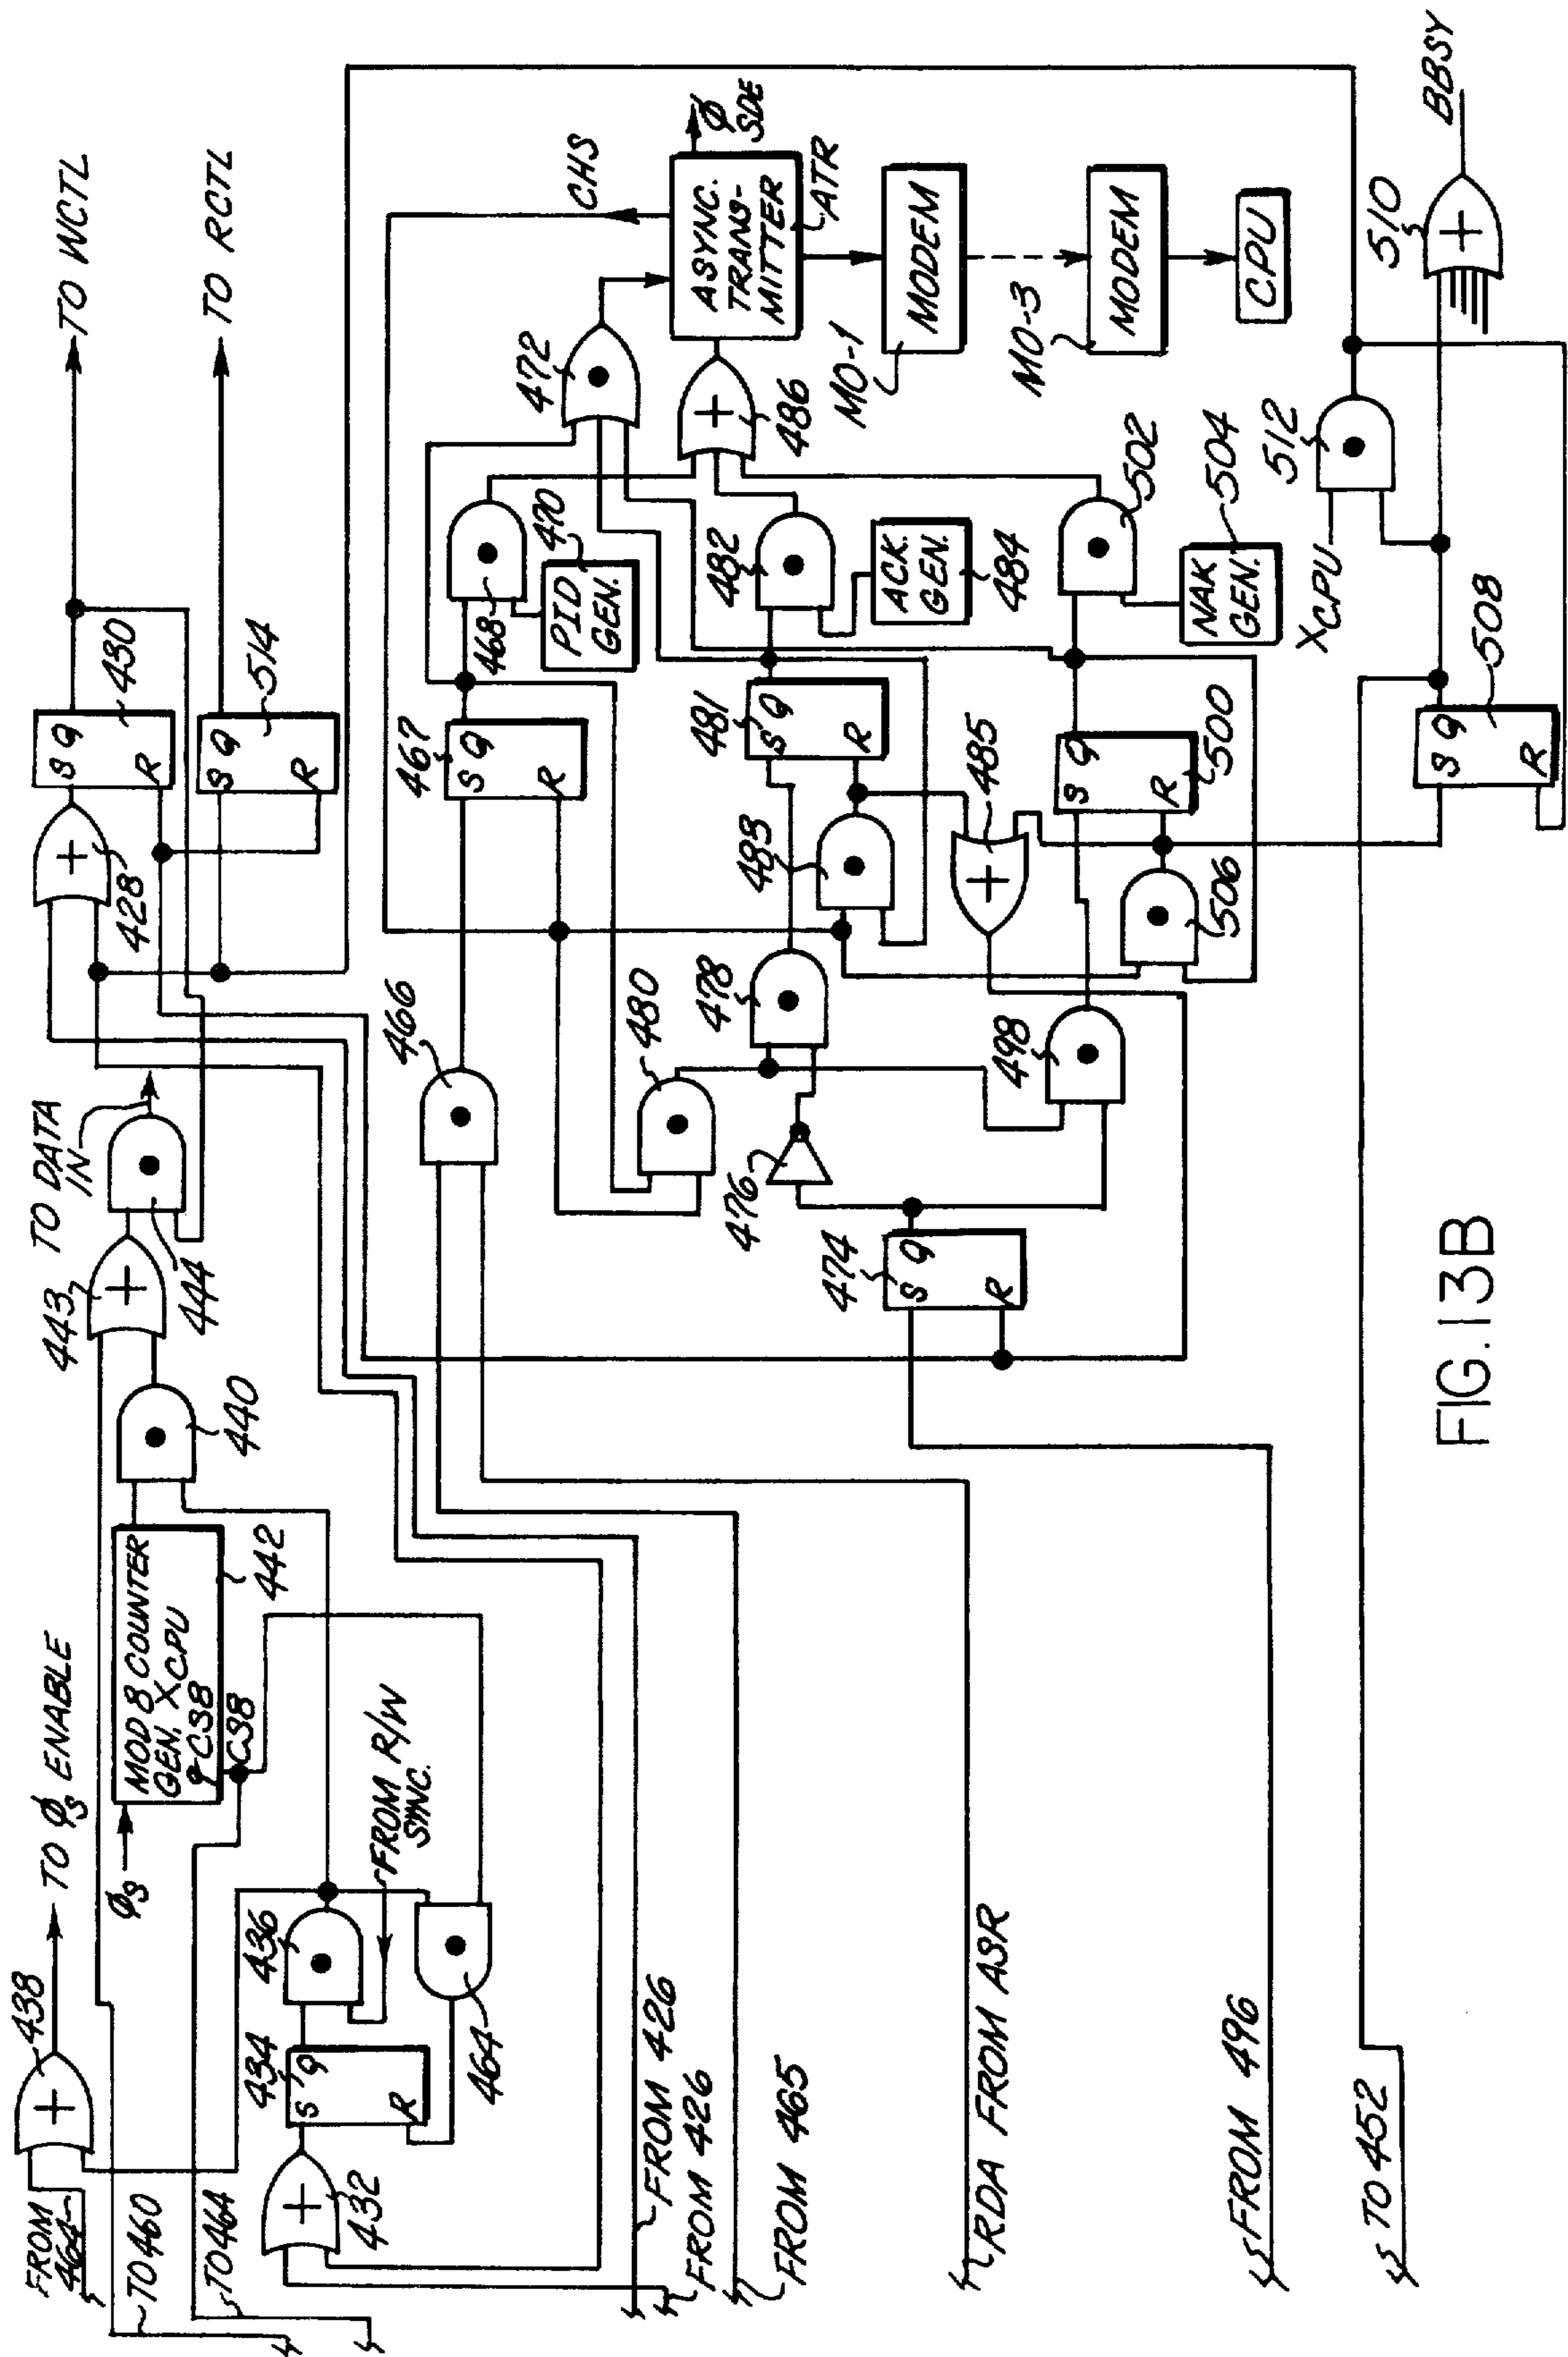 FROM
464
438
TO ∅S ENABLE
TO 460
TO 464
∅S
MOD 8 COUNTER
GEN. XCPU
& CS8
CS8
442
440
443
TO DATA
IN
444
428
S Q
R
430
TO WCTL
S Q
R
514
TO RCTL
432
434
S Q
R
436
FROM R/W
SYNC.
464
FROM 426
FROM 426
FROM 465
RDA FROM ASR
FROM 496
TO 452
466
467
S Q
R
468
PID
GEN.
470
472
CHS
ASYNC.
TRANS-
MITTER
∅
SDE
ATR
486
MO-1
MODEM
MO-3
MODEM
CPU
480
478
476
474
S Q
R
483
481
S Q
R
482
ACK.
GEN.
484
485
498
506
S Q
R
500
502
NAK
GEN.
504
XCPU
512
S Q
R
508
510
BBSY
FIG. 13B